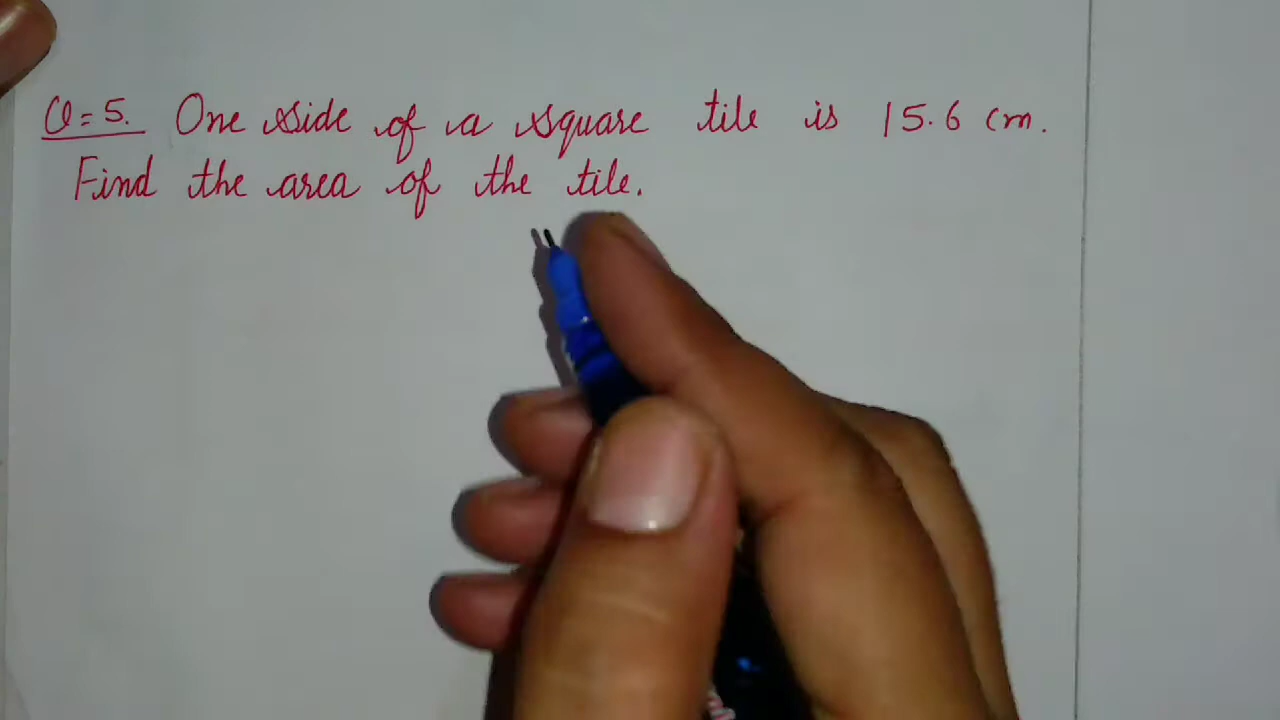 Q=5. One side of a square tile is 15.6 cm.
Find the area of the tile.